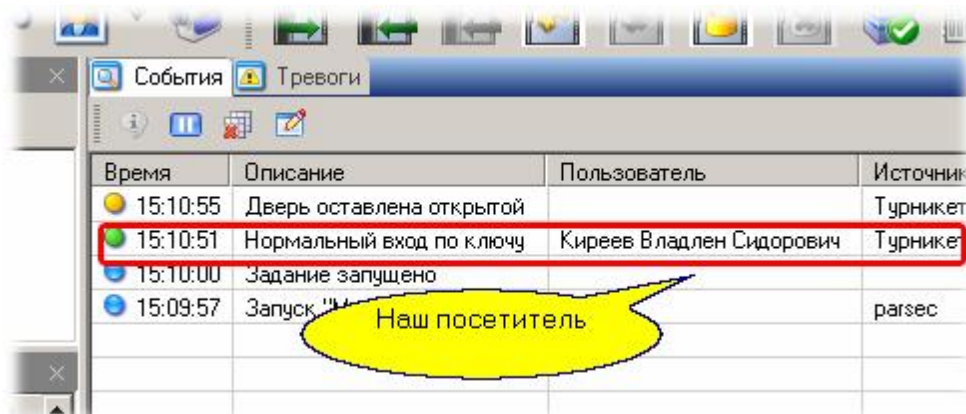 События Тревоги
Время Описание Пользователь
15:10:55 Дверь оставлена открытой Турникет
15:10:51 Нормальный вход по ключу Киреев Владлен Сидорович Турникет
15:10:00 Задание запущено
15:09:57 Запуск parsec
Наш посетитель